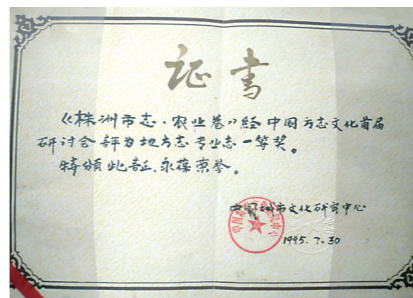 证书
《株洲市志·农业卷》经中国方志文化首届
研讨会评为地方志专业志一等奖。
特颁此证，永葆荣誉。
中国城市文化研究中心
1995.7.30